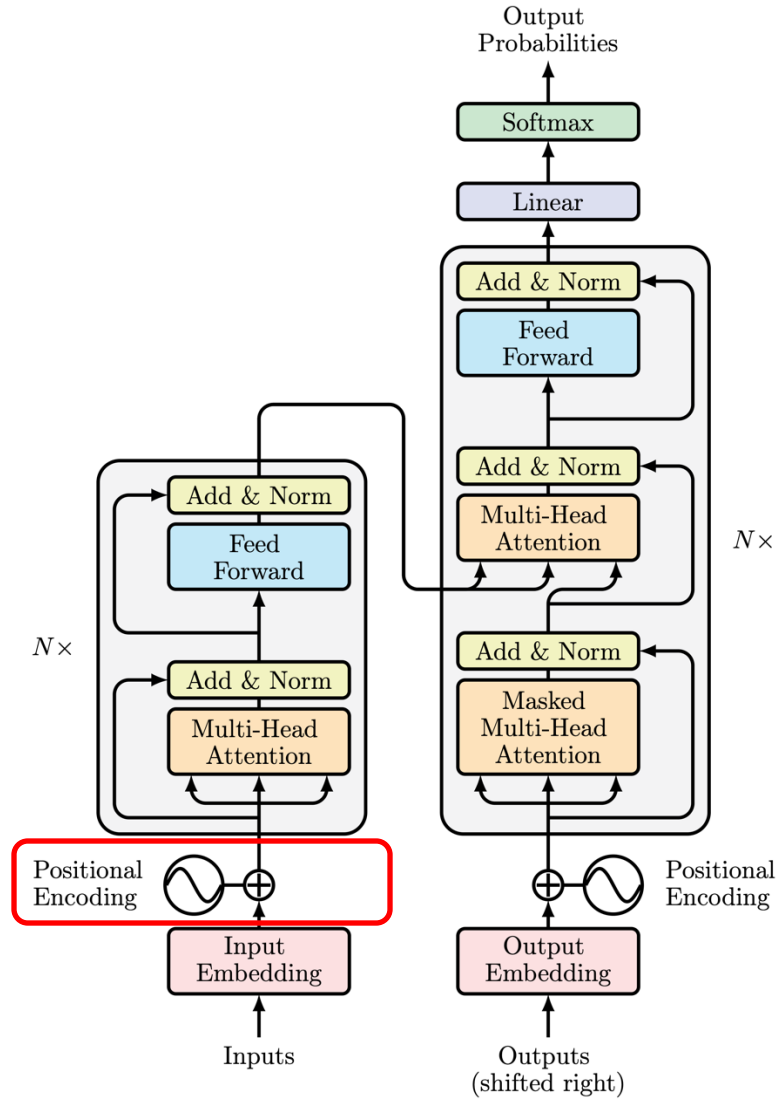 Output
Probabilities
Softmax
Linear
Add & Norm
Feed
Forward
Add & Norm
Multi-Head
Attention
N×
Add & Norm
Masked
Multi-Head
Attention
Add & Norm
Feed
Forward
N×
Add & Norm
Multi-Head
Attention
Positional
Encoding
Positional
Encoding
Input
Embedding
Output
Embedding
Inputs
Outputs
(shifted right)